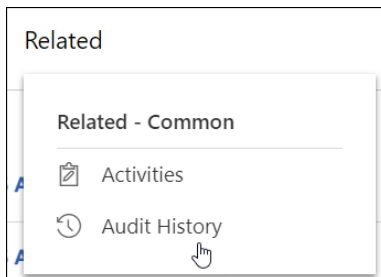 Related
Related - Common
Activities
Audit History
A
A